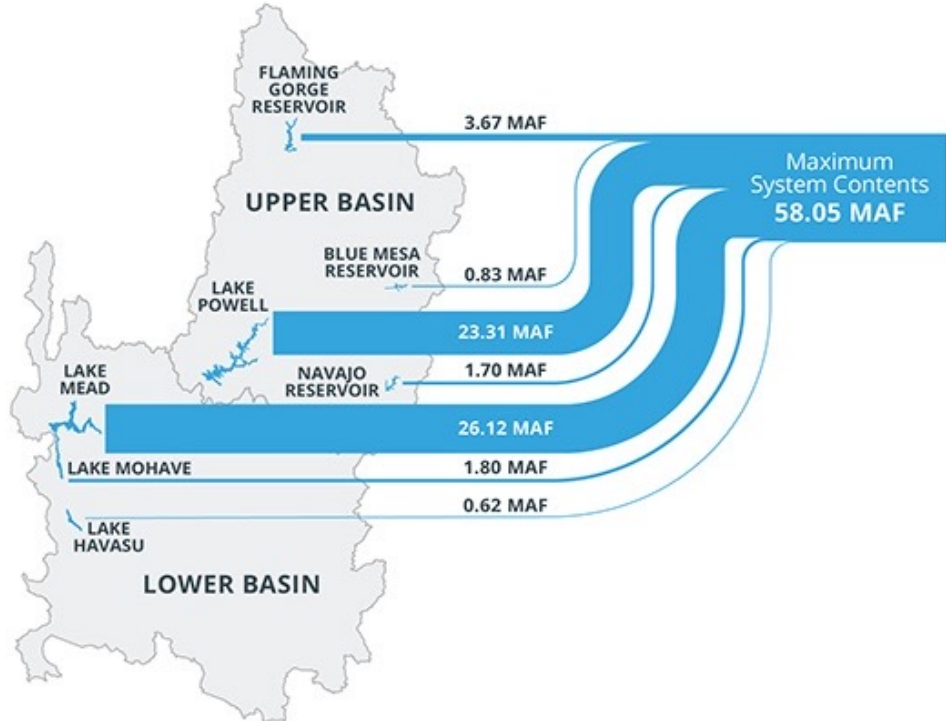 FLAMING
GORGE
RESERVOIR
3.67 MAF
Maximum
System Contents
58.05 MAF
UPPER BASIN
BLUE MESA
RESERVOIR
0.83 MAF
LAKE
POWELL
23.31 MAF
LAKE
MEAD
NAVAJO
RESERVOIR
1.70 MAF
26.12 MAF
LAKE MOHAVE
1.80 MAF
0.62 MAF
LAKE
HAVASU
LOWER BASIN